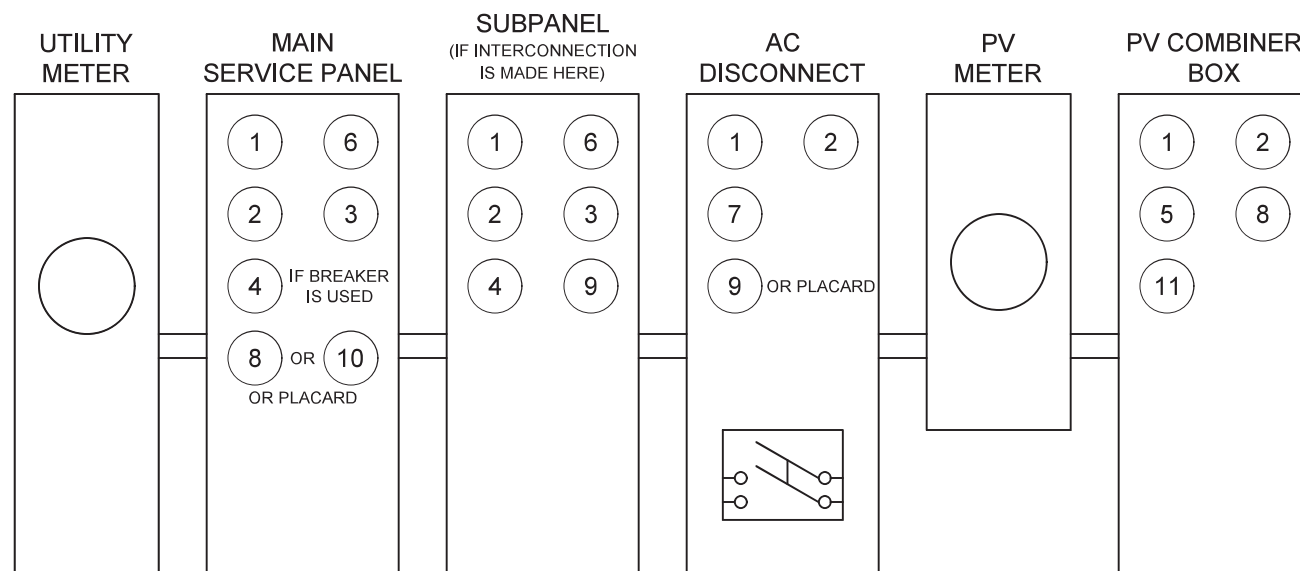 UTILITY
METER
MAIN
SERVICE PANEL
SUBPANEL
(IF INTERCONNECTION
IS MADE HERE)
AC
DISCONNECT
PV
METER
PV COMBINER
BOX
1 6
2 3
4 IF BREAKER
IS USED
8 OR 10
OR PLACARD
1 6
2 3
4 9
1 2
7
9 OR PLACARD
1 2
5 8
11